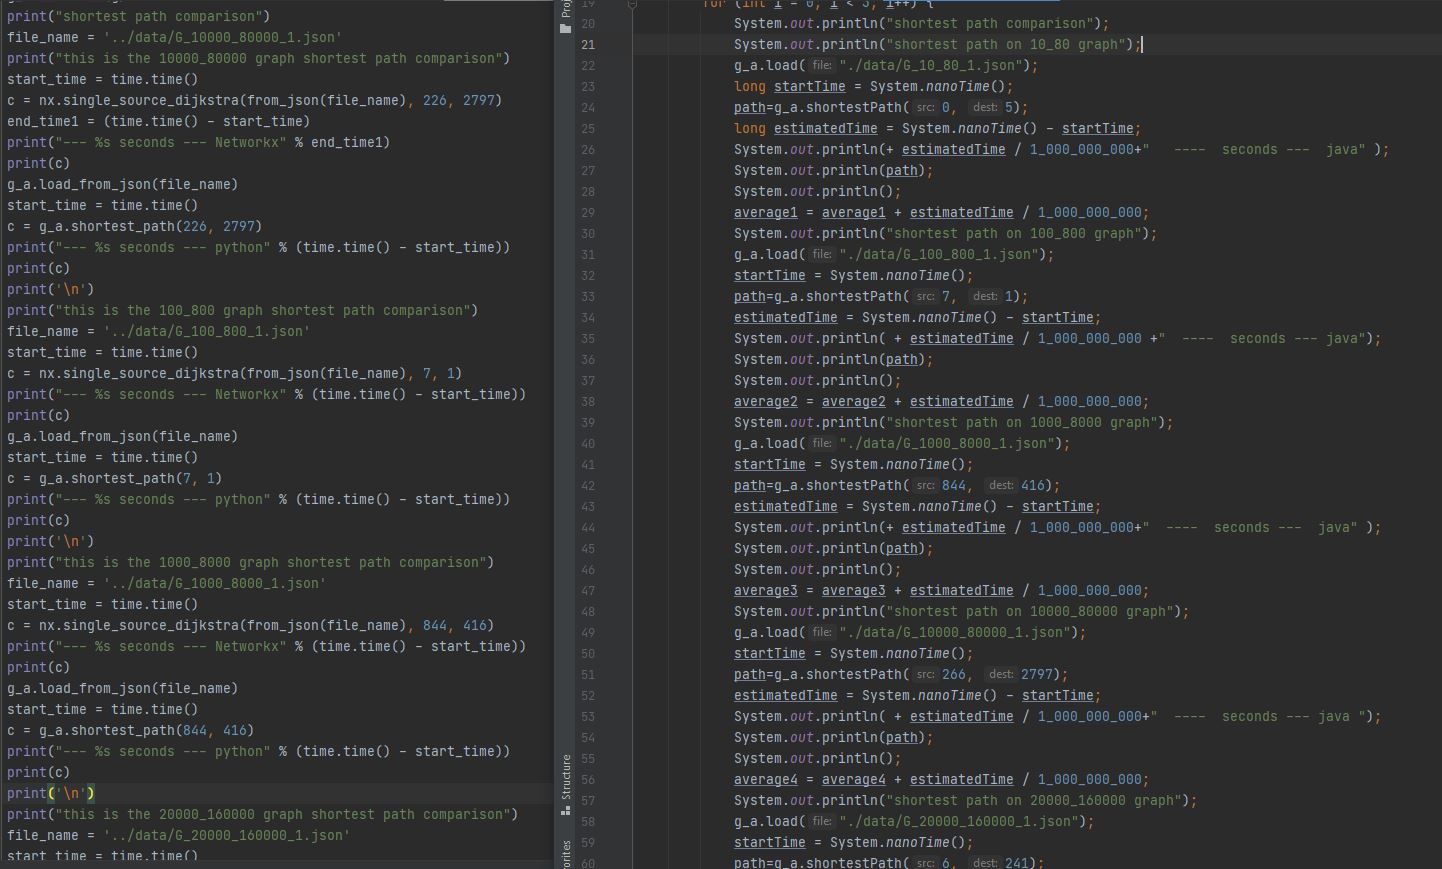 print("shortest path comparison")
file_name = '../data/G_10000_80000_1.json'
print("this is the 10000_80000 graph shortest path comparison")
start_time = time.time()
c = nx.single_source_dijkstra(from_json(file_name), 226, 2797)
end_time1 = (time.time() - start_time)
print("--- %s seconds --- Networkx" % end_time1)
print(c)
g_a.load_from_json(file_name)
start_time = time.time()
c = g_a.shortest_path(226, 2797)
print("--- %s seconds --- python" % (time.time() - start_time))
print(c)
print('\n')
print("this is the 100_800 graph shortest path comparison")
file_name = '../data/G_100_800_1.json'
start_time = time.time()
c = nx.single_source_dijkstra(from_json(file_name), 7, 1)
print("--- %s seconds --- Networkx" % (time.time() - start_time))
print(c)
g_a.load_from_json(file_name)
start_time = time.time()
c = g_a.shortest_path(7, 1)
print("--- %s seconds --- python" % (time.time() - start_time))
print(c)
print('\n')
print("this is the 1000_8000 graph shortest path comparison")
file_name = '../data/G_1000_8000_1.json'
start_time = time.time()
c = nx.single_source_dijkstra(from_json(file_name), 844, 416)
print("--- %s seconds --- Networkx" % (time.time() - start_time))
print(c)
g_a.load_from_json(file_name)
start_time = time.time()
c = g_a.shortest_path(844, 416)
print("--- %s seconds --- python" % (time.time() - start_time))
print(c)
print('\n')
print("this is the 20000_160000 graph shortest path comparison")
file_name = '../data/G_20000_160000_1.json'
start_time = time.time()
Proj
Structure
19 for (int i = 0; i < 3; i++) {
20 System.out.println("shortest path comparison");
21 System.out.println("shortest path on 10_80 graph");
22 g_a.load( file: "./data/G_10_80_1.json");
23 long startTime = System.nanoTime();
24 path=g_a.shortestPath( src: 0, dest: 5);
25 long estimatedTime = System.nanoTime() - startTime;
26 System.out.println(+ estimatedTime / 1_000_000_000+"   ----  seconds ---  java" );
27 System.out.println(path);
28 System.out.println();
29 average1 = average1 + estimatedTime / 1_000_000_000;
30 System.out.println("shortest path on 100_800 graph");
31 g_a.load( file: "./data/G_100_800_1.json");
32 startTime = System.nanoTime();
33 path=g_a.shortestPath( src: 7, dest: 1);
34 estimatedTime = System.nanoTime() - startTime;
35 System.out.println( + estimatedTime / 1_000_000_000 +"  ----  seconds --- java");
36 System.out.println(path);
37 System.out.println();
38 average2 = average2 + estimatedTime / 1_000_000_000;
39 System.out.println("shortest path on 1000_8000 graph");
40 g_a.load( file: "./data/G_1000_8000_1.json");
41 startTime = System.nanoTime();
42 path=g_a.shortestPath( src: 844, dest: 416);
43 estimatedTime = System.nanoTime() - startTime;
44 System.out.println(+ estimatedTime / 1_000_000_000+"  ----  seconds ---  java" );
45 System.out.println(path);
46 System.out.println();
47 average3 = average3 + estimatedTime / 1_000_000_000;
48 System.out.println("shortest path on 10000_80000 graph");
49 g_a.load( file: "./data/G_10000_80000_1.json");
50 startTime = System.nanoTime();
51 path=g_a.shortestPath( src: 266, dest: 2797);
52 estimatedTime = System.nanoTime() - startTime;
53 System.out.println( + estimatedTime / 1_000_000_000+"  ----  seconds --- java ");
54 System.out.println(path);
55 System.out.println();
56 average4 = average4 + estimatedTime / 1_000_000_000;
57 System.out.println("shortest path on 20000_160000 graph");
58 g_a.load( file: "./data/G_20000_160000_1.json");
59 startTime = System.nanoTime();
60 path=g_a.shortestPath( src: 6, dest: 241);